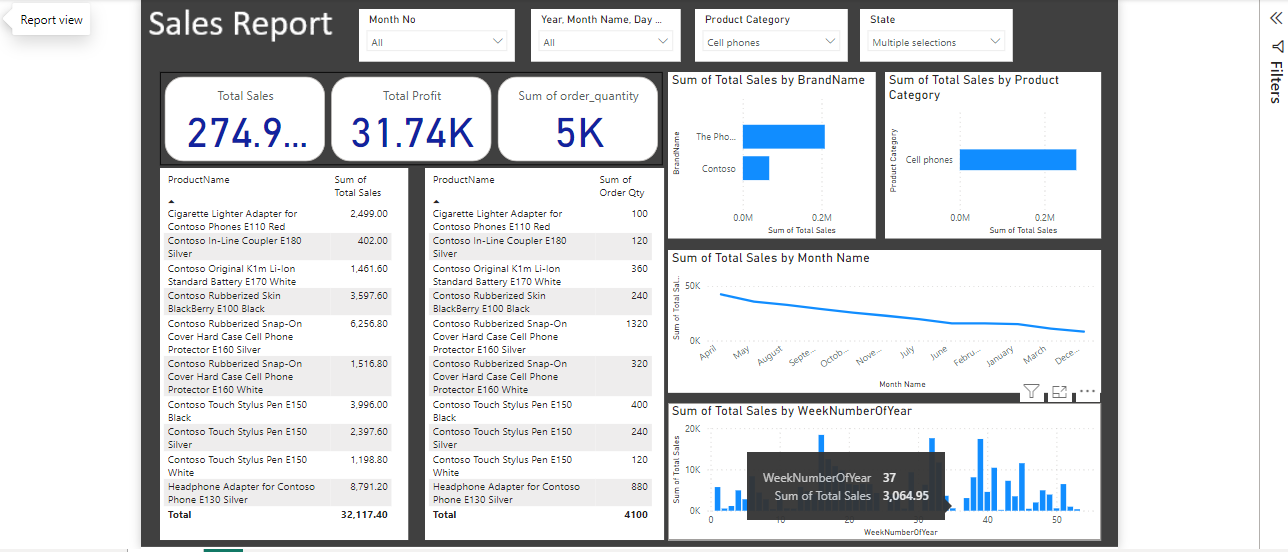 Report view
Sales Report
Month No
All
Year, Month Name, Day ...
All
Product Category
Cell phones
State
Multiple selections
Filters
Total Sales
274.9...
Total Profit
31.74K
Sum of order_quantity
5K
ProductName Sum of
Total Sales
Cigarette Lighter Adapter for 2,499.00
Contoso Phones E110 Red
Contoso In-Line Coupler E180 402.00
Silver
Contoso Original K1m Li-Ion 1,461.60
Standard Battery E170 White
Contoso Rubberized Skin 3,597.60
BlackBerry E100 Black
Contoso Rubberized Snap-On 6,256.80
Cover Hard Case Cell Phone
Protector E160 Silver
Contoso Rubberized Snap-On 1,516.80
Cover Hard Case Cell Phone
Protector E160 White
Contoso Touch Stylus Pen E150 3,996.00
Black
Contoso Touch Stylus Pen E150 2,397.60
Silver
Contoso Touch Stylus Pen E150 1,198.80
White
Headphone Adapter for Contoso 8,791.20
Phone E130 Silver
Total 32,117.40
ProductName Sum of
Order Qty
Cigarette Lighter Adapter for 100
Contoso Phones E110 Red
Contoso In-Line Coupler E180 120
Silver
Contoso Original K1m Li-Ion 360
Standard Battery E170 White
Contoso Rubberized Skin 240
BlackBerry E100 Black
Contoso Rubberized Snap-On 1320
Cover Hard Case Cell Phone
Protector E160 Silver
Contoso Rubberized Snap-On 320
Cover Hard Case Cell Phone
Protector E160 White
Contoso Touch Stylus Pen E150 400
Black
Contoso Touch Stylus Pen E150 240
Silver
Contoso Touch Stylus Pen E150 120
White
Headphone Adapter for Contoso 880
Phone E130 Silver
Total 4100
Sum of Total Sales by BrandName
BrandName
The Pho...
Contoso
0.0M 0.2M
Sum of Total Sales
Sum of Total Sales by Product
Category
Product Category
Cell phones
0.0M 0.2M
Sum of Total Sales
Sum of Total Sales by Month Name
Sum of Total Sal...
50K
0K
April May August Septe... Octob... Nove... July June Febru... January March Dece...
Month Name
Sum of Total Sales by WeekNumberOfYear
Sum of Total Sales
20K
10K
0K
0 10 20 30 40 50
WeekNumberOfYear
WeekNumberOfYear 37
Sum of Total Sales 3,064.95